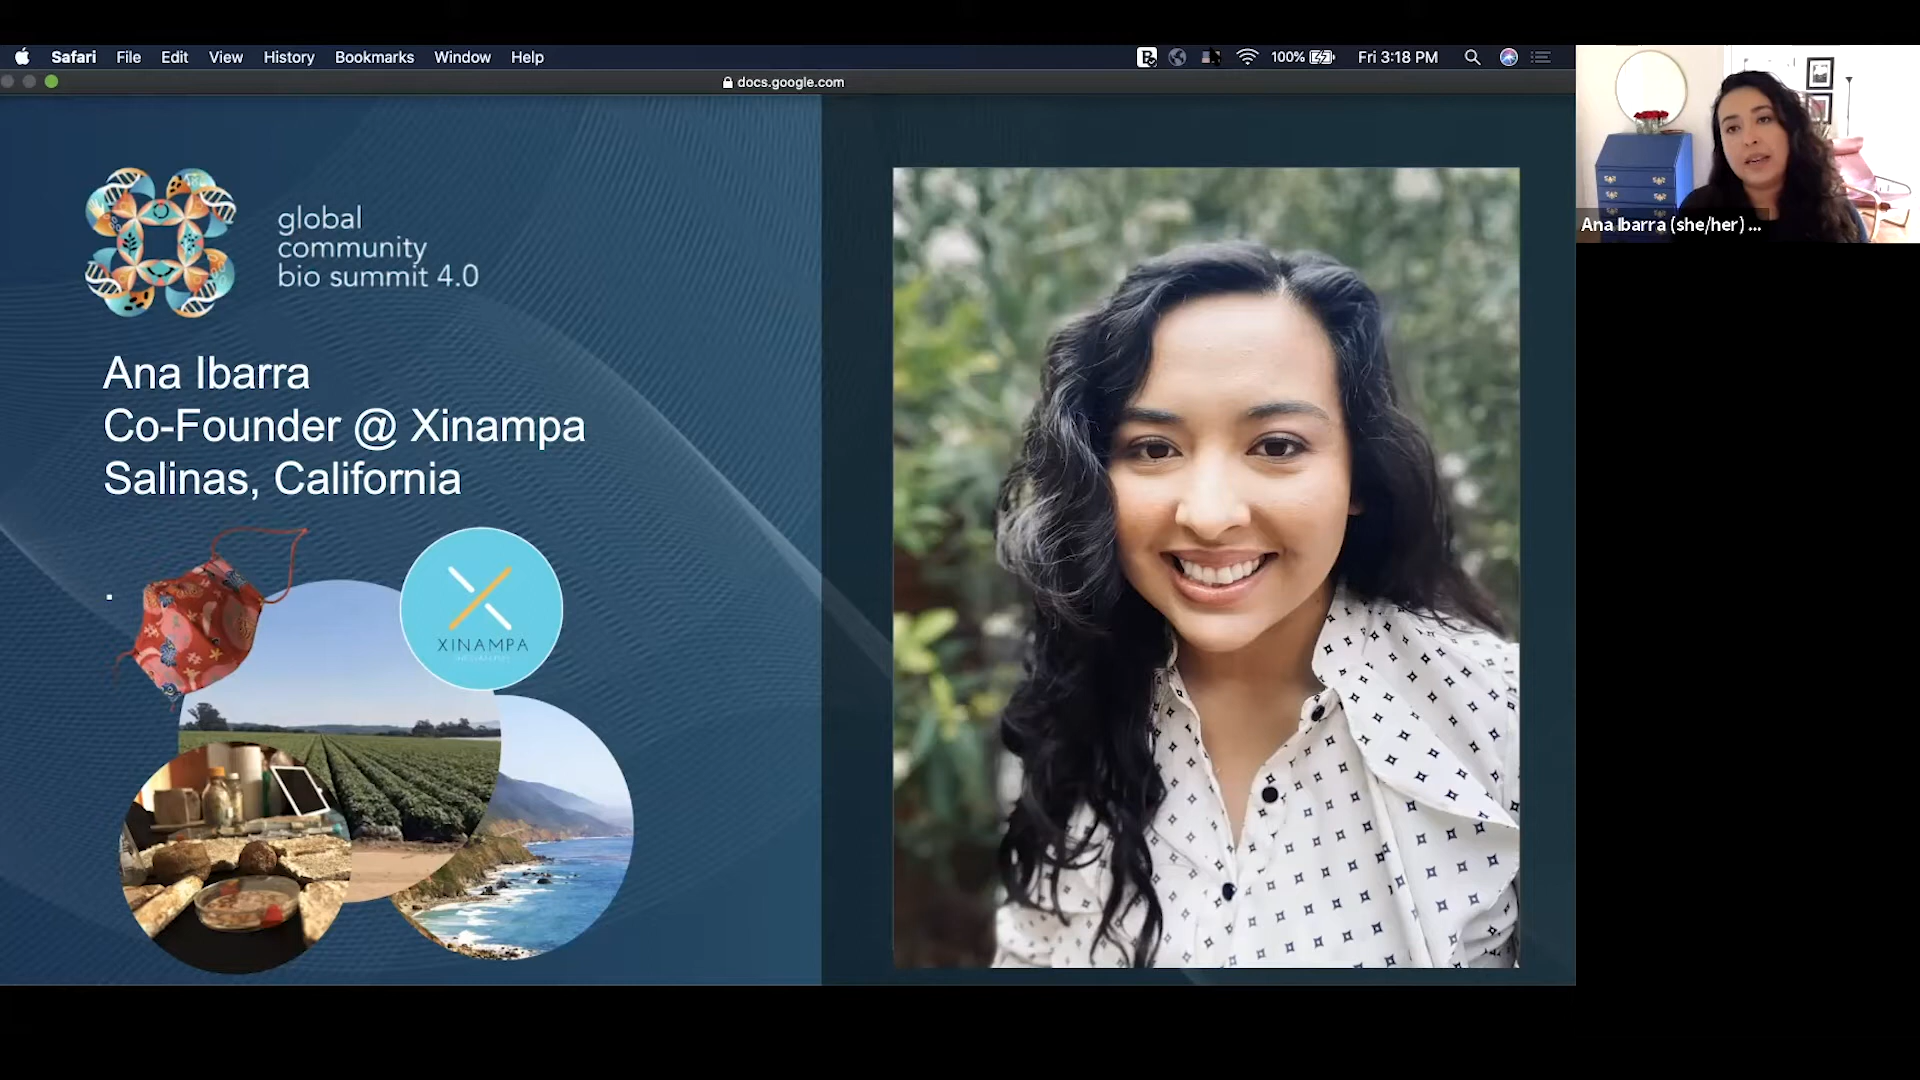 Safari File Edit View History Bookmarks Window Help 100% Fri 3:18 PM
docs.google.com
Ana Ibarra (she/her) ...
global
community
bio summit 4.0
Ana Ibarra
Co-Founder @ Xinampa
Salinas, California
.
XINAMPA